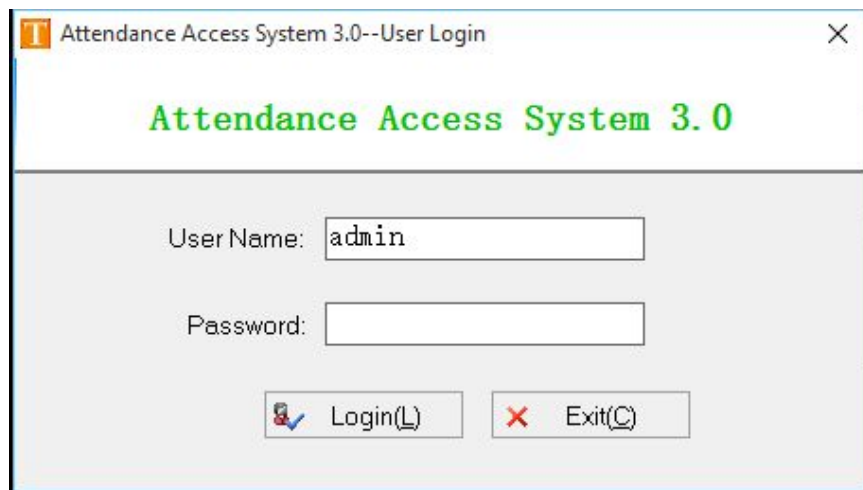 T Attendance Access System 3.0--User Login
Attendance Access System 3.0
User Name: admin
Password:
Login(L) Exit(C)